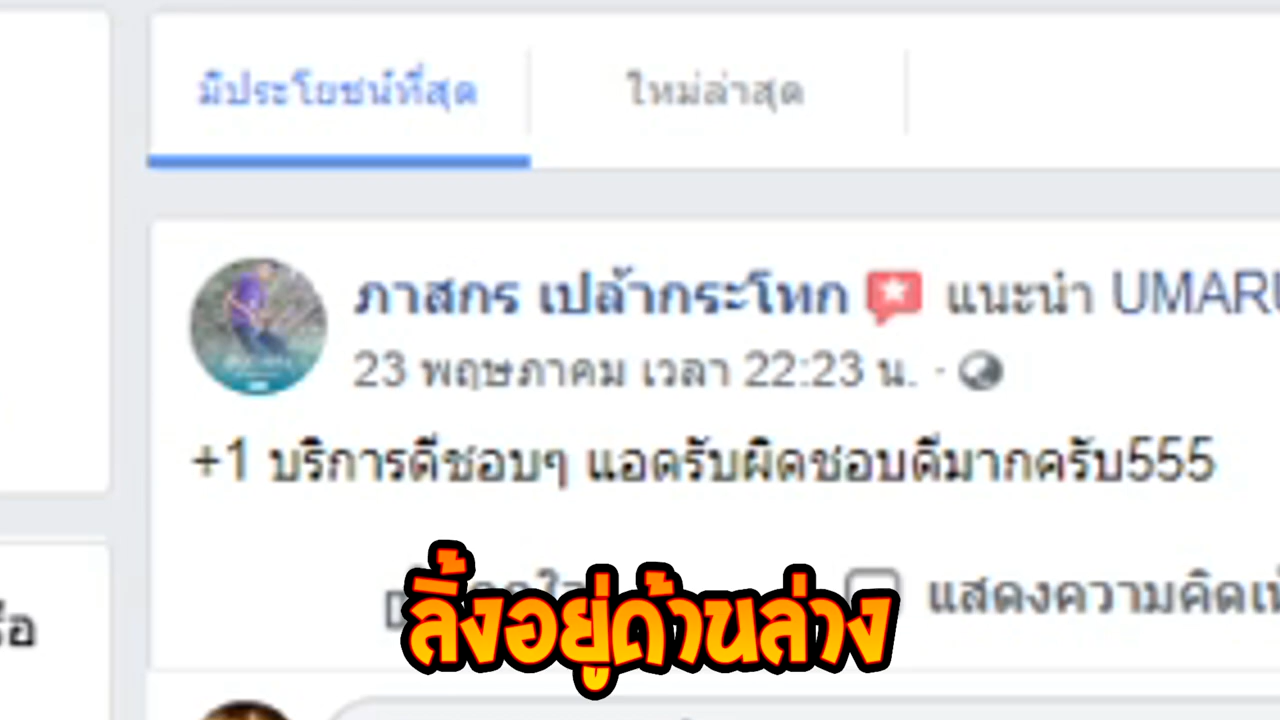 มีประโยชน์ที่สุด ใหม่ล่าสุด
ภาสกร เปล้ากระโทก แนะนำ UMAR
23 พฤษภาคม เวลา 22:23 น. ·
+1 บริการดีชอบๆ แอดรับผิดชอบดีมากครับ555
แสดงความคิดเ
ลิ้งอยู่ด้านล่าง